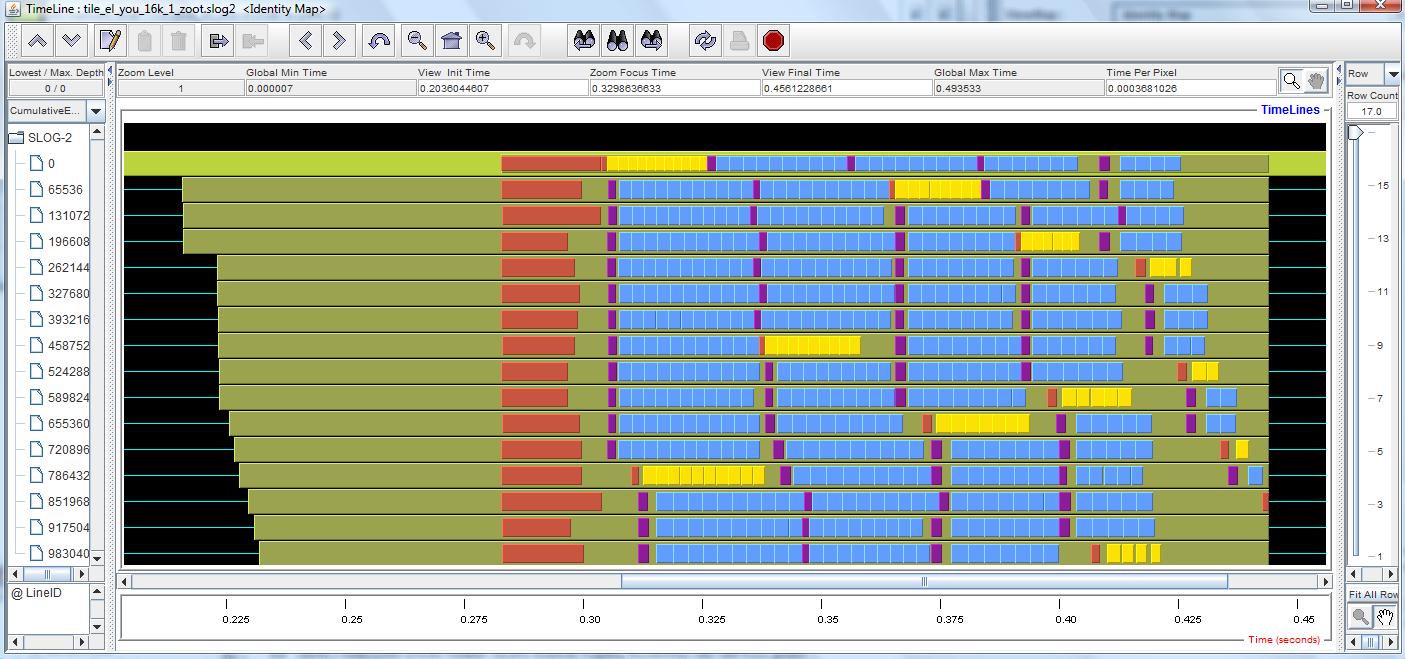 TimeLine : tile_el_you_16k_1_zoot.slog2 <Identity Map>
Lowest / Max. Depth
0 / 0
Zoom Level
1
Global Min Time
0.000007
View Init Time
0.2036044607
Zoom Focus Time
0.3298636633
View Final Time
0.4561228661
Global Max Time
0.493533
Time Per Pixel
0.0003681026
Row
Row Count
17.0
CumulativeE...
TimeLines
SLOG-2
0
65536
131072
196608
262144
327680
393216
458752
524288
589824
655360
720896
786432
851968
917504
983040
15
13
11
9
7
5
3
1
@ LineID
0.225
0.25
0.275
0.30
0.325
0.35
0.375
0.40
0.425
0.45
Time (seconds)
Fit All Row